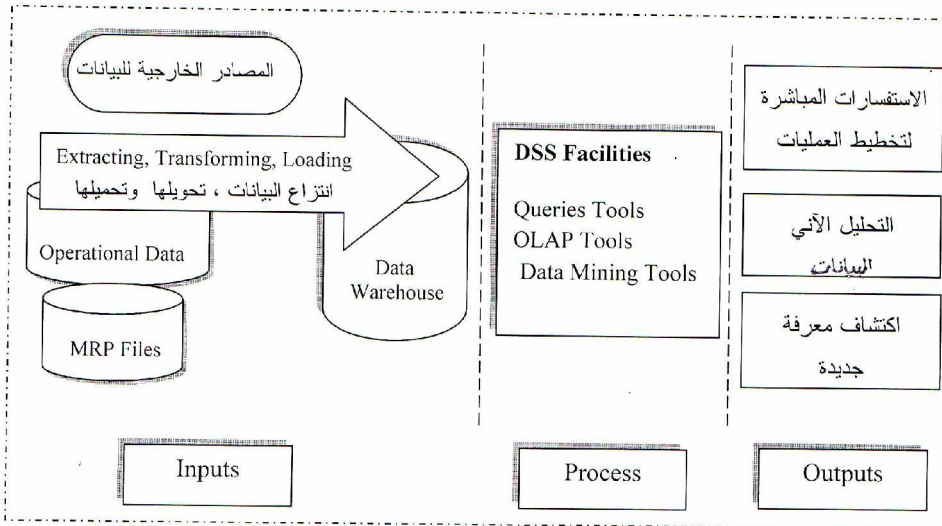 المصادر الخارجية للبيانات
Extracting, Transforming, Loading
انتزاع البيانات ، تحويلها وتحميلها
Operational Data
MRP Files
Data
Warehouse
Inputs
DSS Facilities
Queries Tools
OLAP Tools
Data Mining Tools
Process
الاستفسارات المباشرة
لتخطيط العمليات
التحليل الآني
البيانات
اكتشاف معرفة
جديدة
Outputs